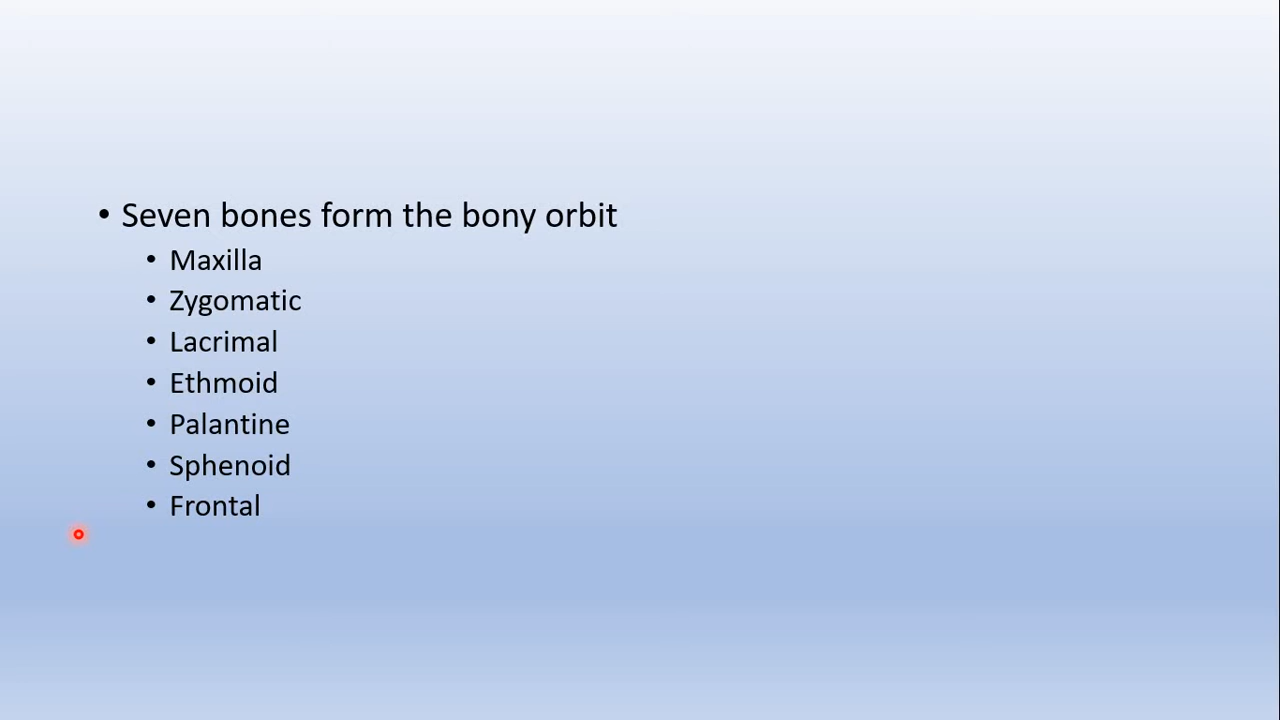 • Seven bones form the bony orbit
• Maxilla
• Zygomatic
• Lacrimal
• Ethmoid
• Palantine
• Sphenoid
• Frontal